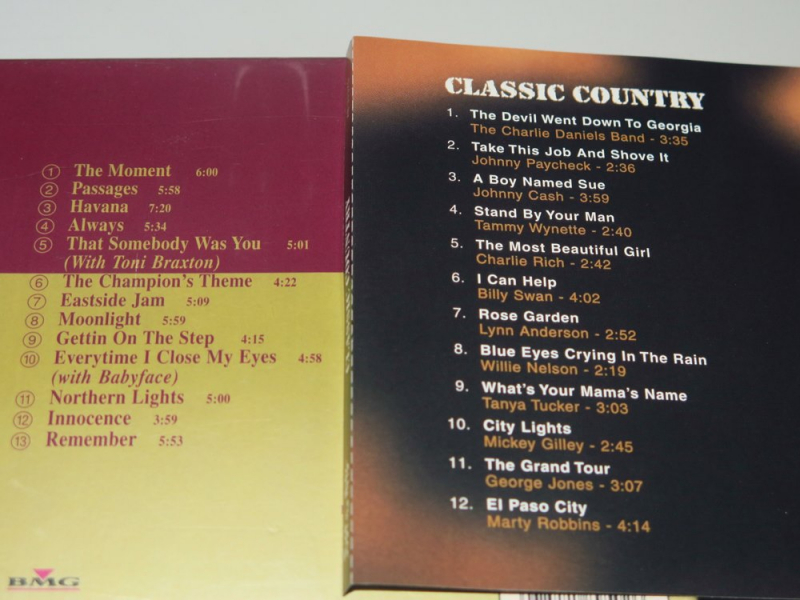 ① The Moment 6:00
② Passages 5:58
③ Havana 7:20
④ Always 5:34
⑤ That Somebody Was You 5:01
(With Toni Braxton)
⑥ The Champion's Theme 4:22
⑦ Eastside Jam 5:09
⑧ Moonlight 5:59
⑨ Gettin On The Step 4:15
⑩ Everytime I Close My Eyes 4:58
(with Babyface)
⑪ Northern Lights 5:00
⑫ Innocence 3:59
⑬ Remember 5:53
BMG
CLASSIC COUNTRY
1. The Devil Went Down To Georgia
The Charlie Daniels Band - 3:35
2. Take This Job And Shove It
Johnny Paycheck - 2:36
3. A Boy Named Sue
Johnny Cash - 3:59
4. Stand By Your Man
Tammy Wynette - 2:40
5. The Most Beautiful Girl
Charlie Rich - 2:42
6. I Can Help
Billy Swan - 4:02
7. Rose Garden
Lynn Anderson - 2:52
8. Blue Eyes Crying In The Rain
Willie Nelson - 2:19
9. What's Your Mama's Name
Tanya Tucker - 3:03
10. City Lights
Mickey Gilley - 2:45
11. The Grand Tour
George Jones - 3:07
12. El Paso City
Marty Robbins - 4:14